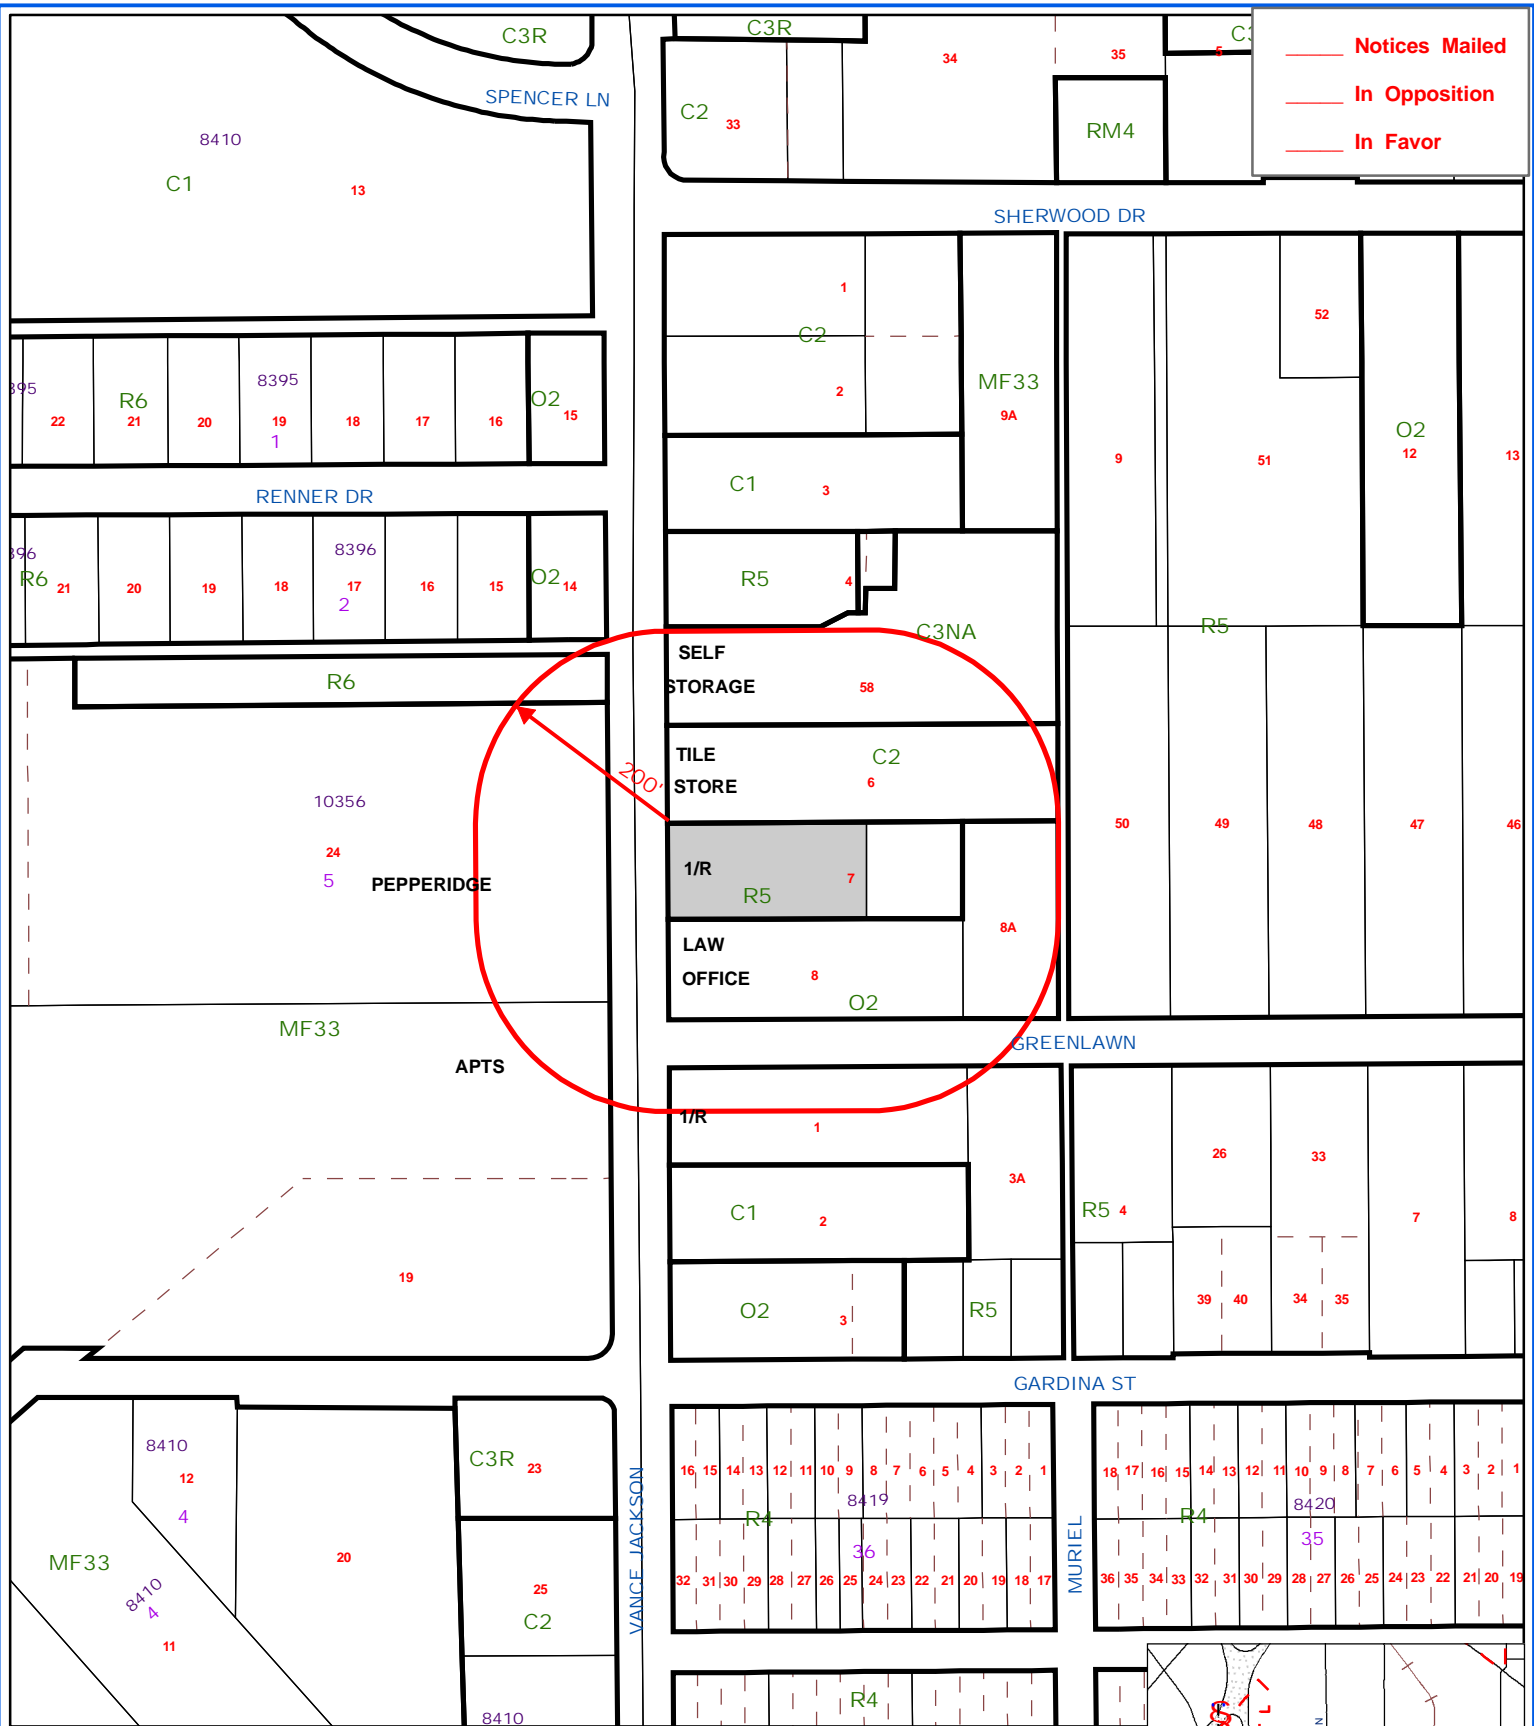 C3R
C3R
34
35
5
Notices Mailed
In Opposition
In Favor
SPENCER LN
C2
33
RM4
8410
C1
13
SHERWOOD DR
1
C2
2
MF33
9A
9
51
52
O2
12
13
22
R6
21
20
8395
19
1
18
17
16
O2
15
C1
3
RENNER DR
R6
21
20
19
18
8396
17
2
16
15
O2
14
R5
4
C3NA
R5
R6
SELF
STORAGE
58
200'
TILE
STORE
C2
6
10356
24
5
PEPPERIDGE
1/R
R5
7
50
49
48
47
46
LAW
OFFICE
8
O2
8A
MF33
APTS
GREENLAWN
1/R
1
3A
C1
2
19
O2
3
R5
R5
4
26
33
7
8
39
40
34
35
GARDINA ST
8410
12
4
MF33
8410
4
11
20
C3R
23
25
C2
8410
VANCE JACKSON
16 15 14 13 12 11 10 9 8 7 6 5 4 3 2 1
8419
R4
36
32 31 30 29 28 27 26 25 24 23 22 21 20 19 18 17
MURIEL
18 17 16 15 14 13 12 11 10 9 8 7 6 5 4 3 2 1
8420
R4
35
36 35 34 33 32 31 30 29 28 27 26 25 24 23 22 21 20 19
R4